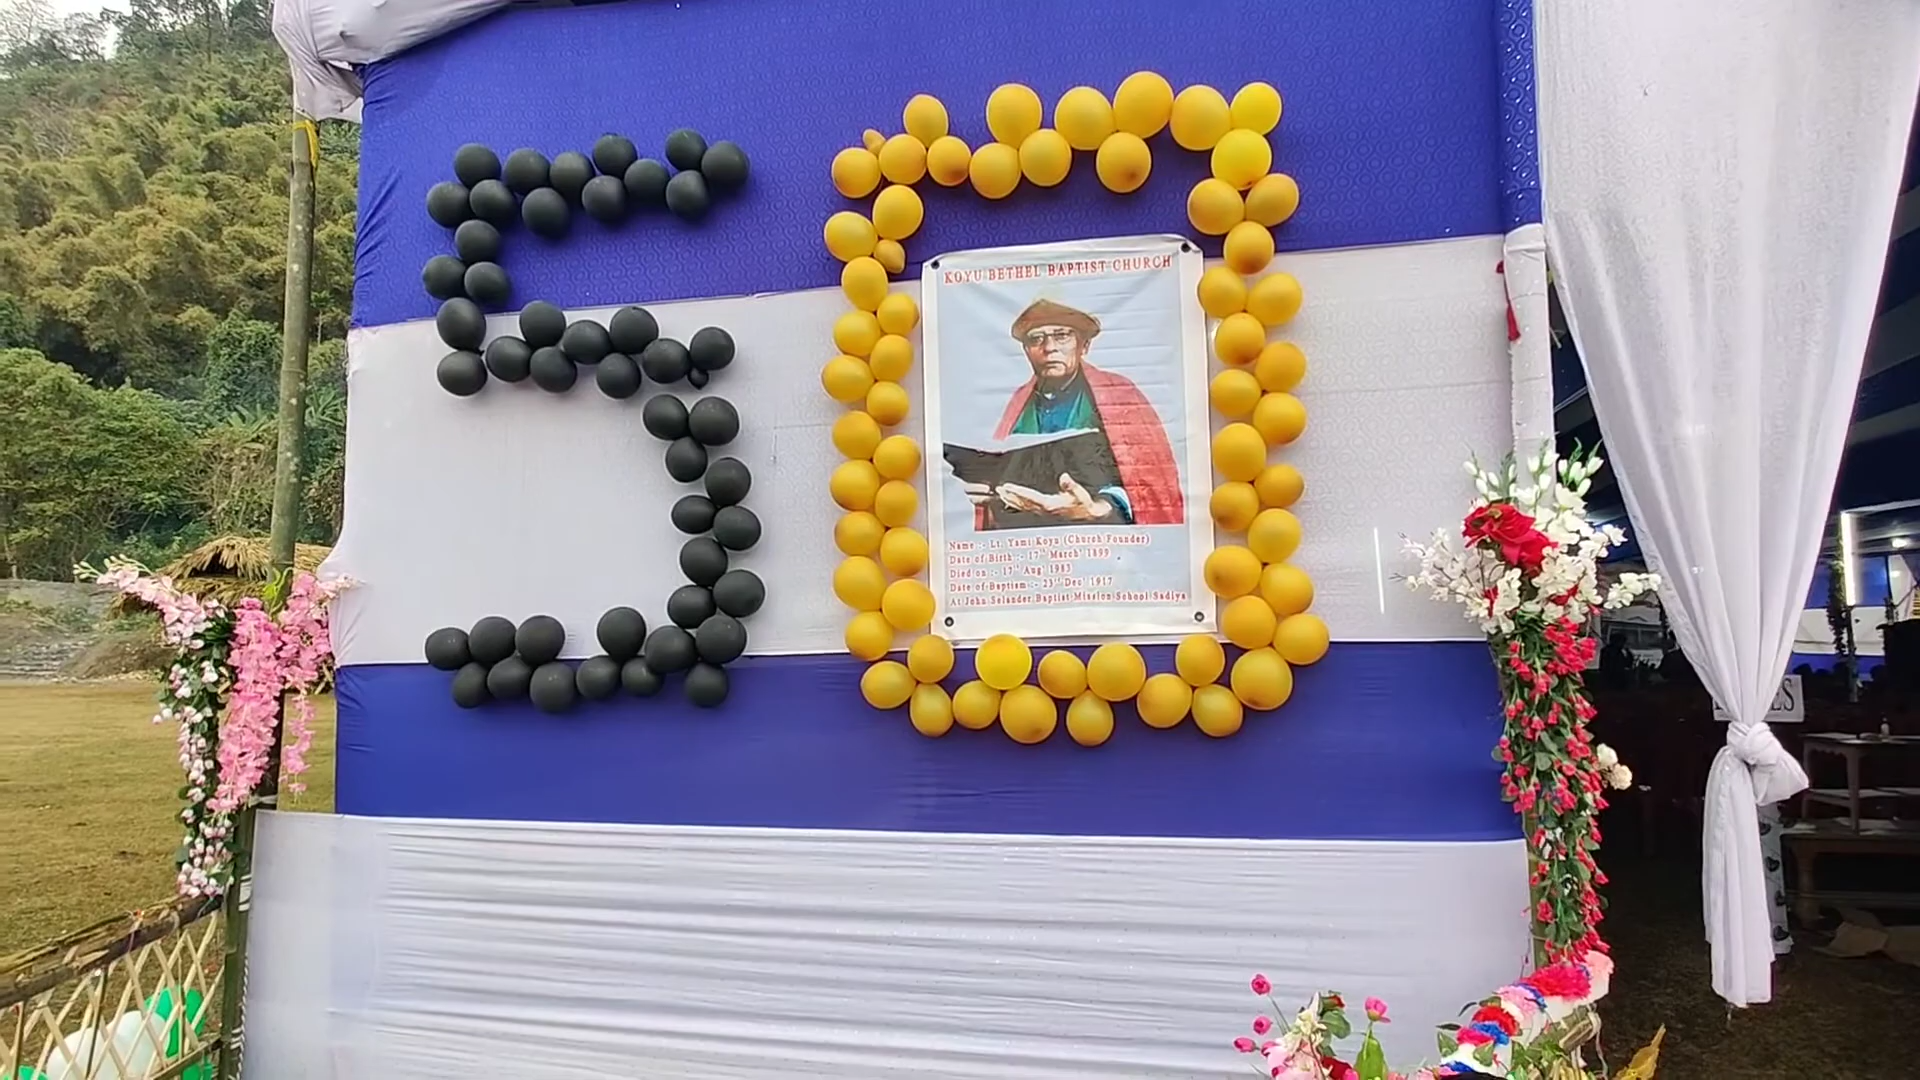 50
KOYU BETHEL BAPTIST CHURCH
Name :- Lt. Yami Koyu (Church Founder)
Date of Birth :- 17th March' 1899
Died on :- 17th Aug' 1983
Date of Baptism :- 23rd Dec' 1917
At John Selander Baptist Mission School Sadiya